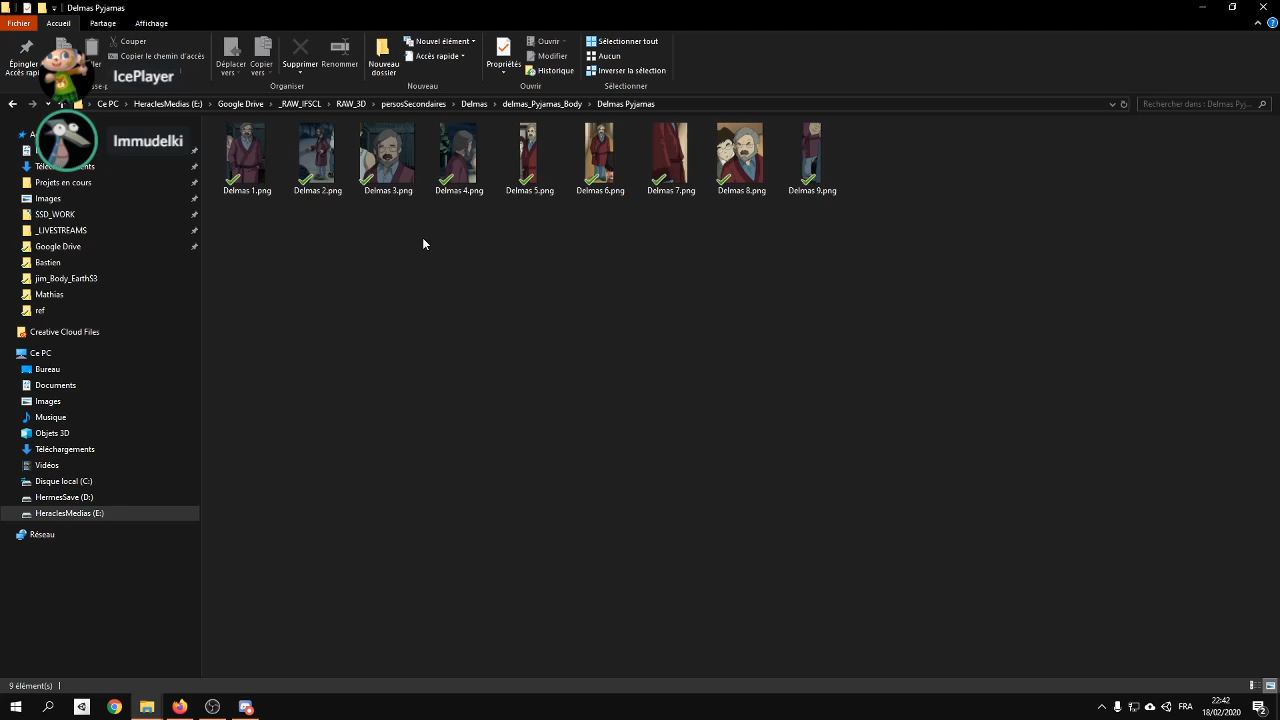 Delmas Pyjamas
Fichier Accueil Partage Affichage
Épingler
Accès rap
Couper
Copier le chemin d'accès
Déplacer vers
Copier vers
Supprimer
Renommer
Organiser
Nouveau dossier
Nouvel élément
Accès rapide
Nouveau
Propriétés
Ouvrir
Modifier
Historique
Ouvrir
Sélectionner tout
Aucun
Inverser la sélection
Sélectionner
IcePlayer
Immudelki
Ce PC > HeraclesMedias (E:) > Google Drive > _RAW_IFSCL > RAW_3D > persosSecondaires > Delmas > delmas_Pyjamas_Body > Delmas Pyjamas
Rechercher dans : Delmas Pyj...
Delmas 1.png
Delmas 2.png
Delmas 3.png
Delmas 4.png
Delmas 5.png
Delmas 6.png
Delmas 7.png
Delmas 8.png
Delmas 9.png
Projets en cours
Images
SSD_WORK
_LIVESTREAMS
Google Drive
Bastien
jim_Body_EarthS3
Mathias
ref
Creative Cloud Files
Ce PC
Bureau
Documents
Images
Musique
Objets 3D
Téléchargements
Vidéos
Disque local (C:)
HermesSave (D:)
HeraclesMedias (E:)
Réseau
9 élément(s)
FRA
22:42
18/02/2020
2